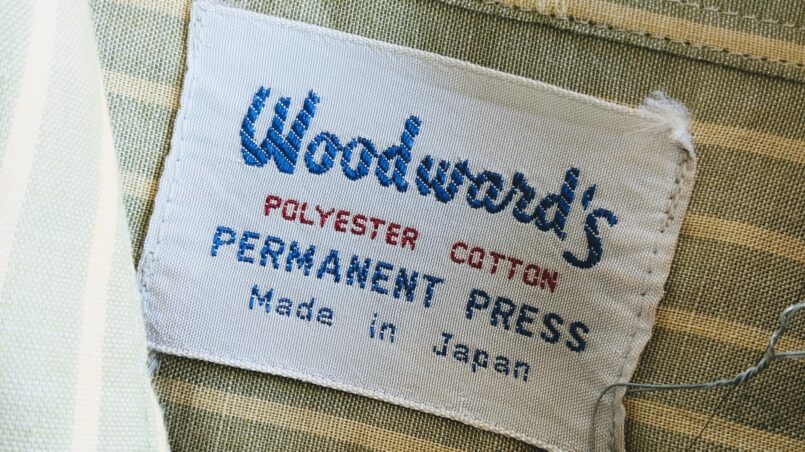 Woodward's
POLYESTER COTTON
PERMANENT PRESS
Made in Japan